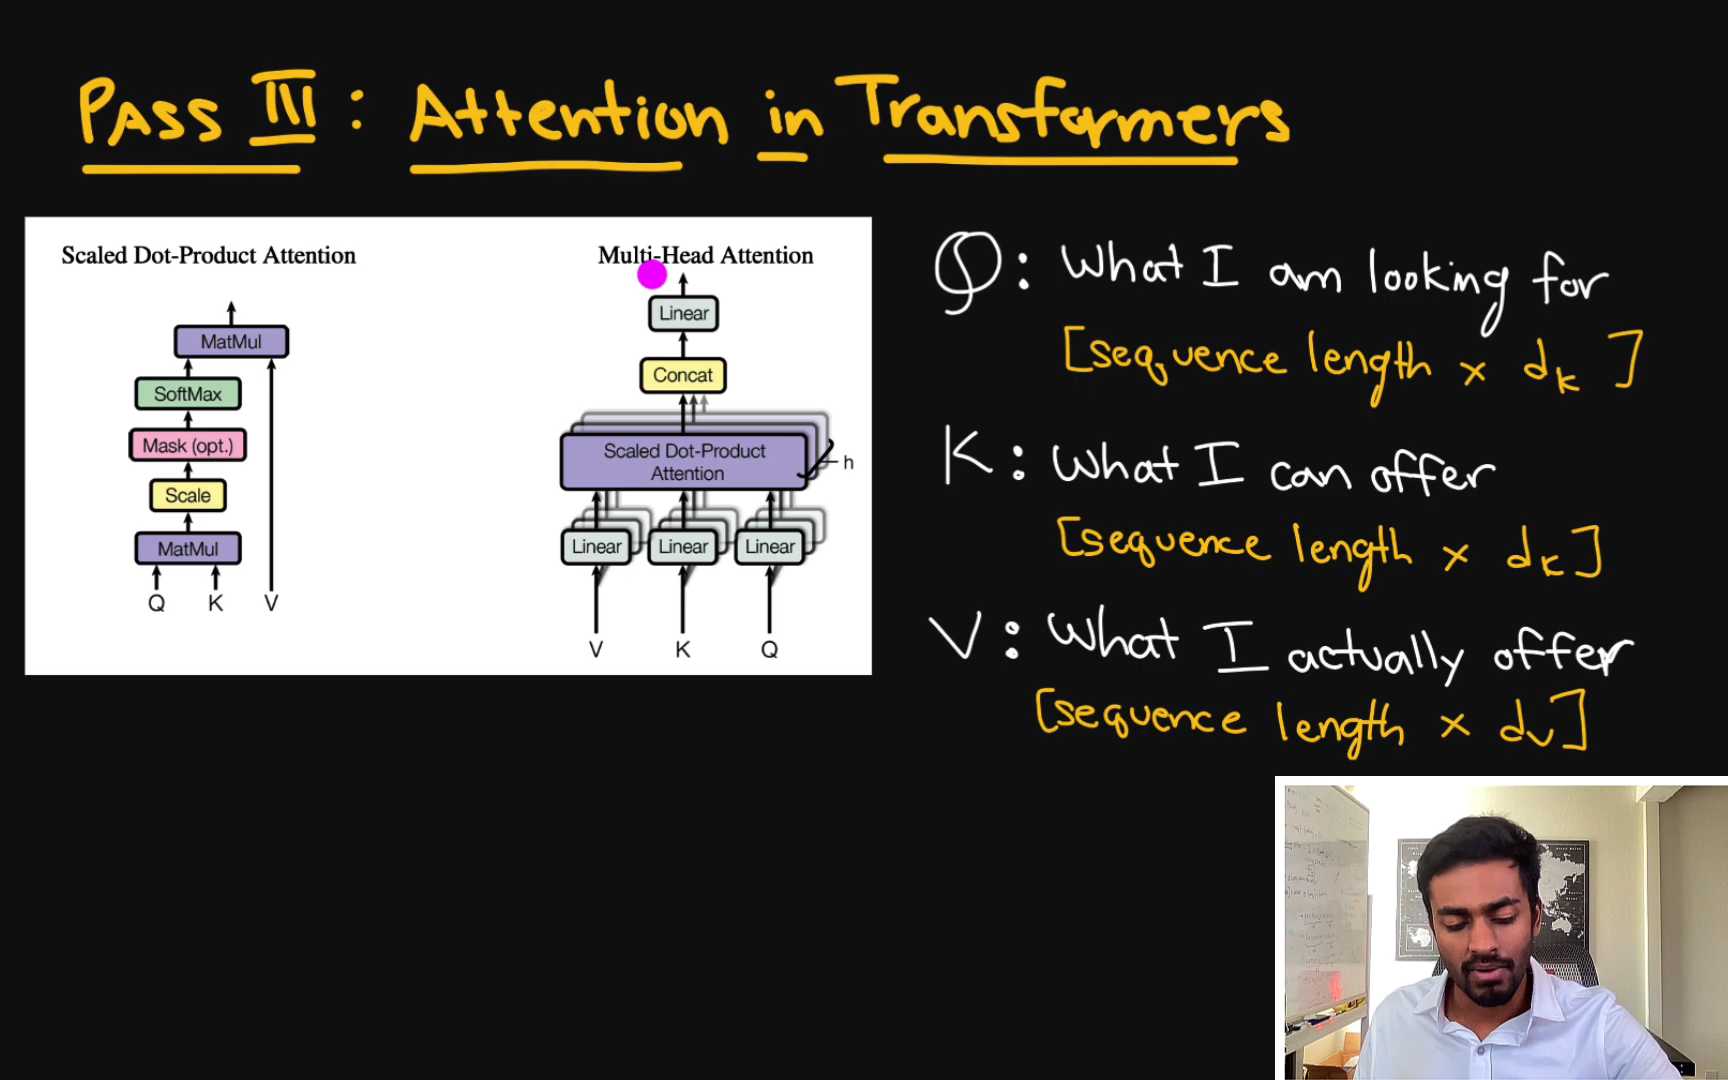 Pass III: Attention in Transformers
Scaled Dot-Product Attention
MatMul
SoftMax
Mask (opt.)
Scale
MatMul
Q K V
Multi-Head Attention
Linear
Concat
Scaled Dot-Product
Attention
h
Linear Linear Linear
V K Q
Q: What I am looking for
[sequence length × dk]
K: What I can offer
[sequence length × dk]
V: What I actually offer
[sequence length × dv]